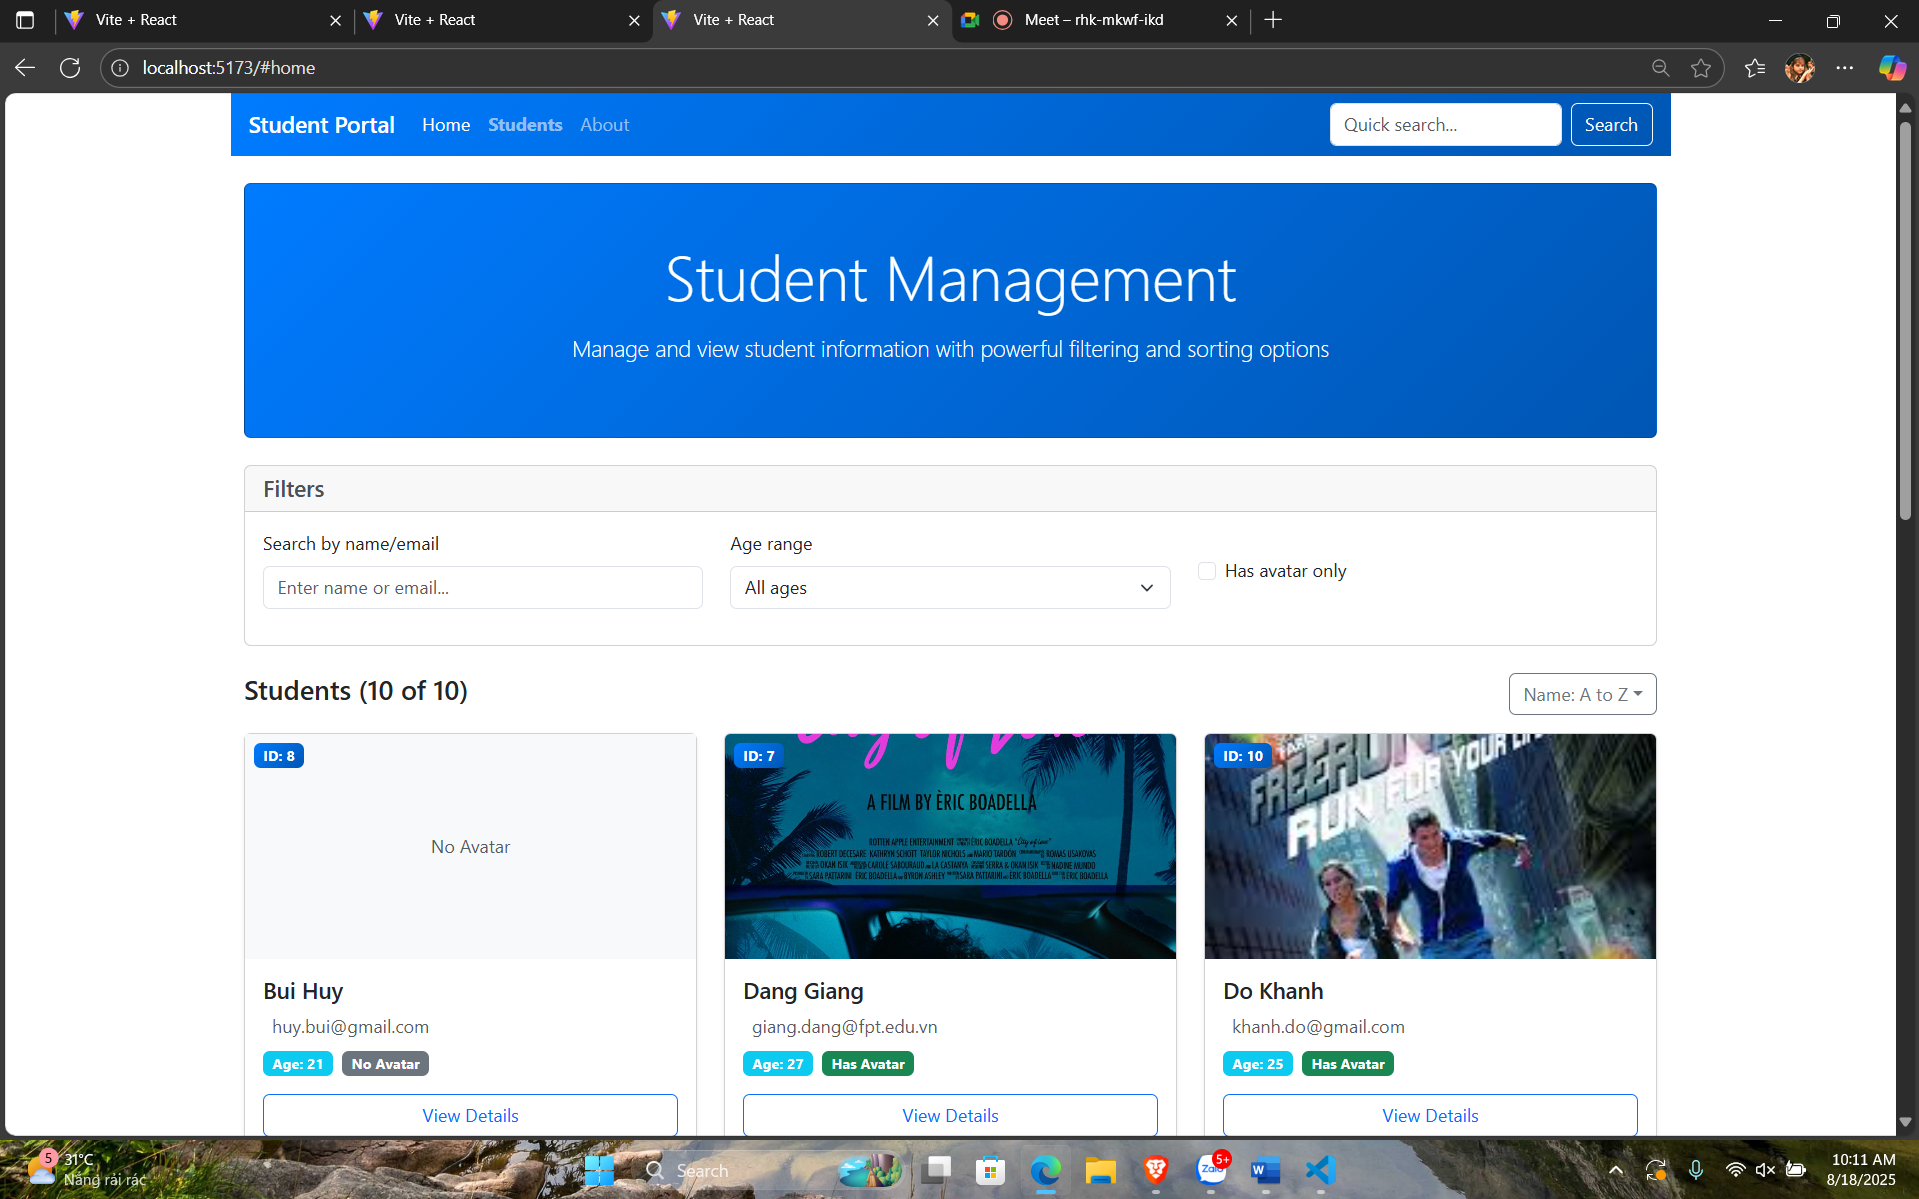 Vite + React
Vite + React
Vite + React
Meet – rhk-mkwf-ikd
localhost:5173/#home
Student Portal
Home
Students
About
Quick search...
Search
Student Management
Manage and view student information with powerful filtering and sorting options
Filters
Search by name/email
Age range
Enter name or email...
All ages
Has avatar only
Students (10 of 10)
Name: A to Z
ID: 8
No Avatar
Bui Huy
huy.bui@gmail.com
Age: 21
No Avatar
View Details
ID: 7
A FILM BY ÈRIC BOADELLA
Dang Giang
giang.dang@fpt.edu.vn
Age: 27
Has Avatar
View Details
ID: 10
PARIS
FREERUN
RUN FOR YOUR
Do Khanh
khanh.do@gmail.com
Age: 25
Has Avatar
View Details
5
31°C
Nắng rải rác
Search
Zalo
5+
10:11 AM
8/18/2025